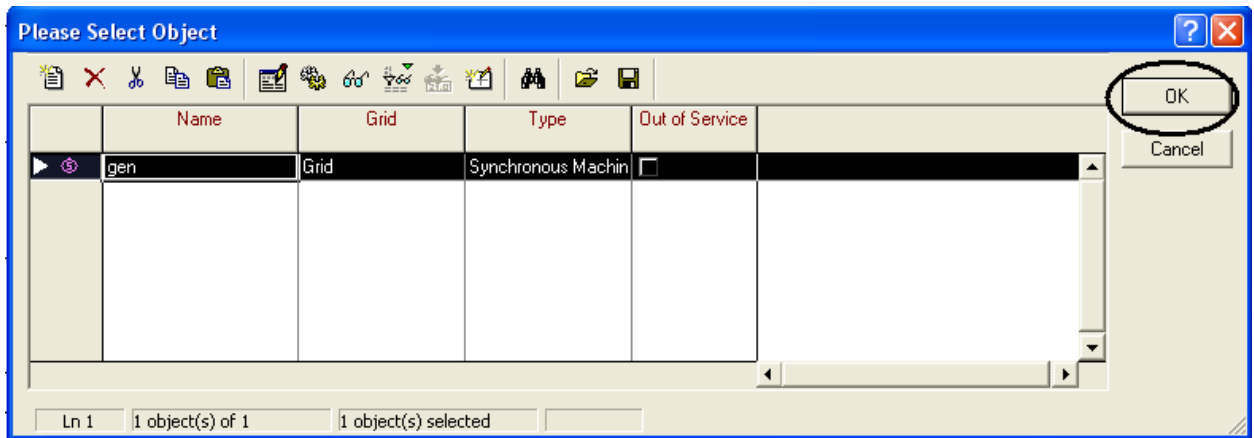 Please Select Object
OK
Cancel
Name Grid Type Out of Service
gen Grid Synchronous Machin
Ln 1 1 object(s) of 1 1 object(s) selected